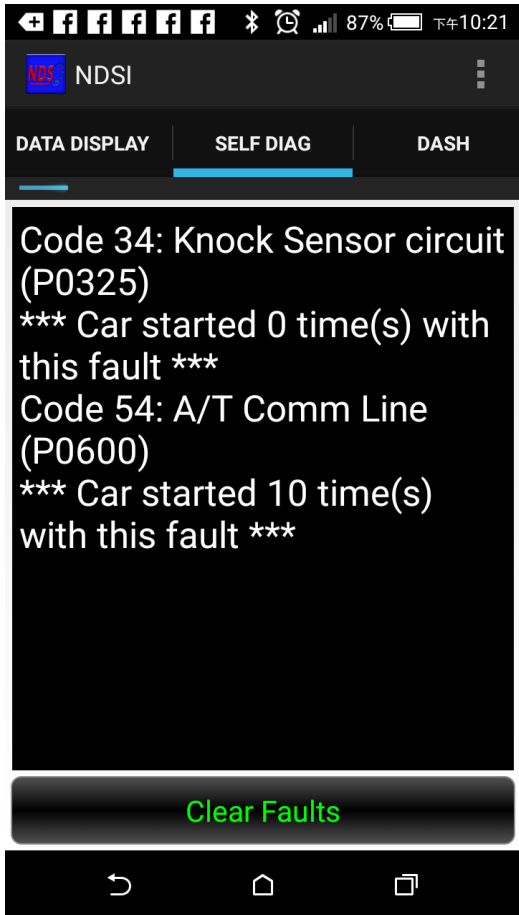 87% 下午10:21
NDS NDSI
DATA DISPLAY SELF DIAG DASH
Code 34: Knock Sensor circuit
(P0325)
*** Car started 0 time(s) with
this fault ***
Code 54: A/T Comm Line
(P0600)
*** Car started 10 time(s)
with this fault ***
Clear Faults